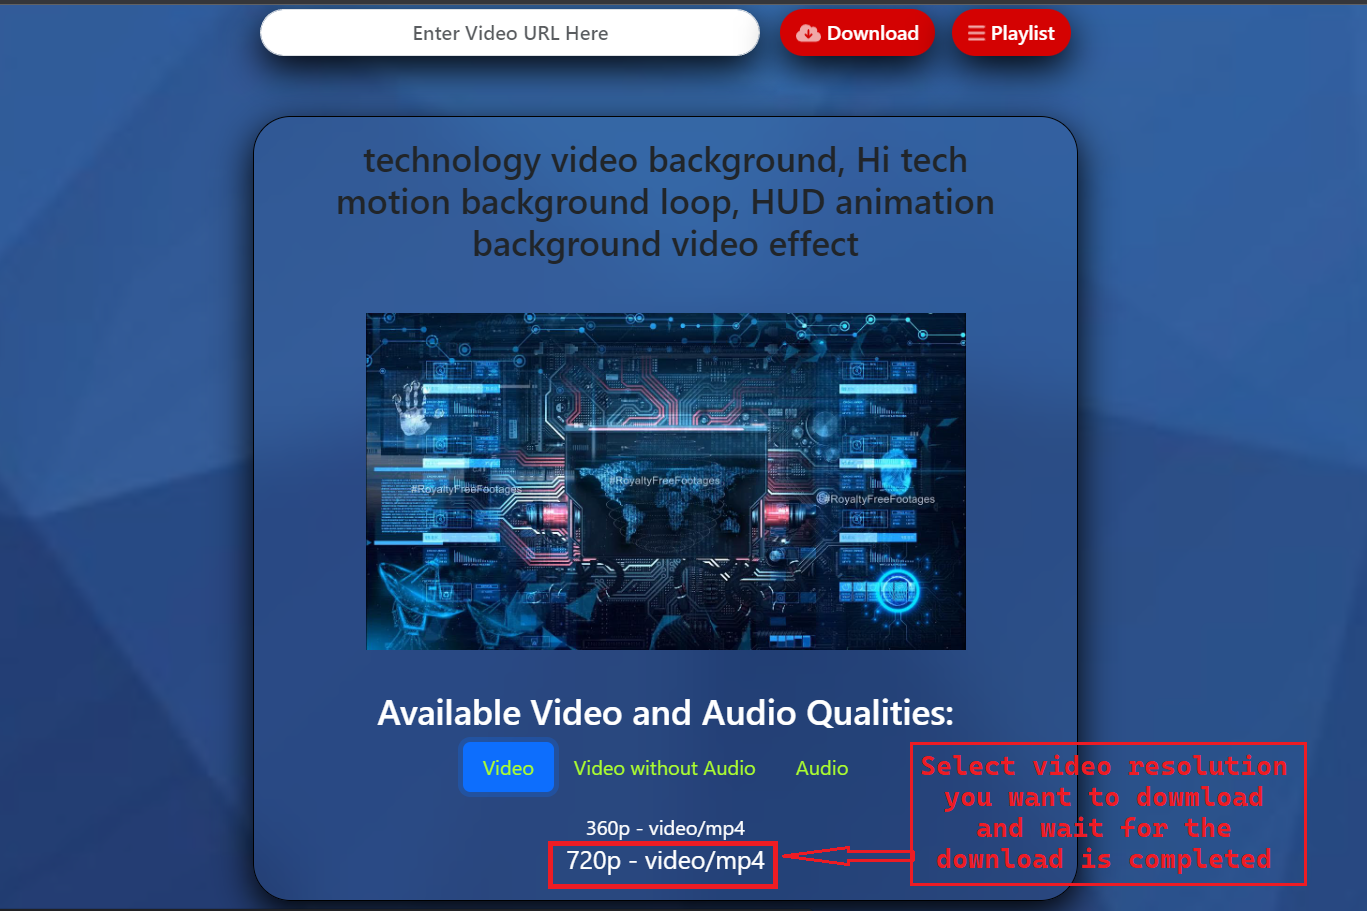 Enter Video URL Here
Download
Playlist
technology video background, Hi tech
motion background loop, HUD animation
background video effect
#RoyaltyFreeFootages
#RoyaltyFreeFootages
#RoyaltyFreeFootages
Available Video and Audio Qualities:
Video
Video without Audio
Audio
360p - video/mp4
720p - video/mp4
Select video resolution
you want to dowmload
and wait for the
download is completed